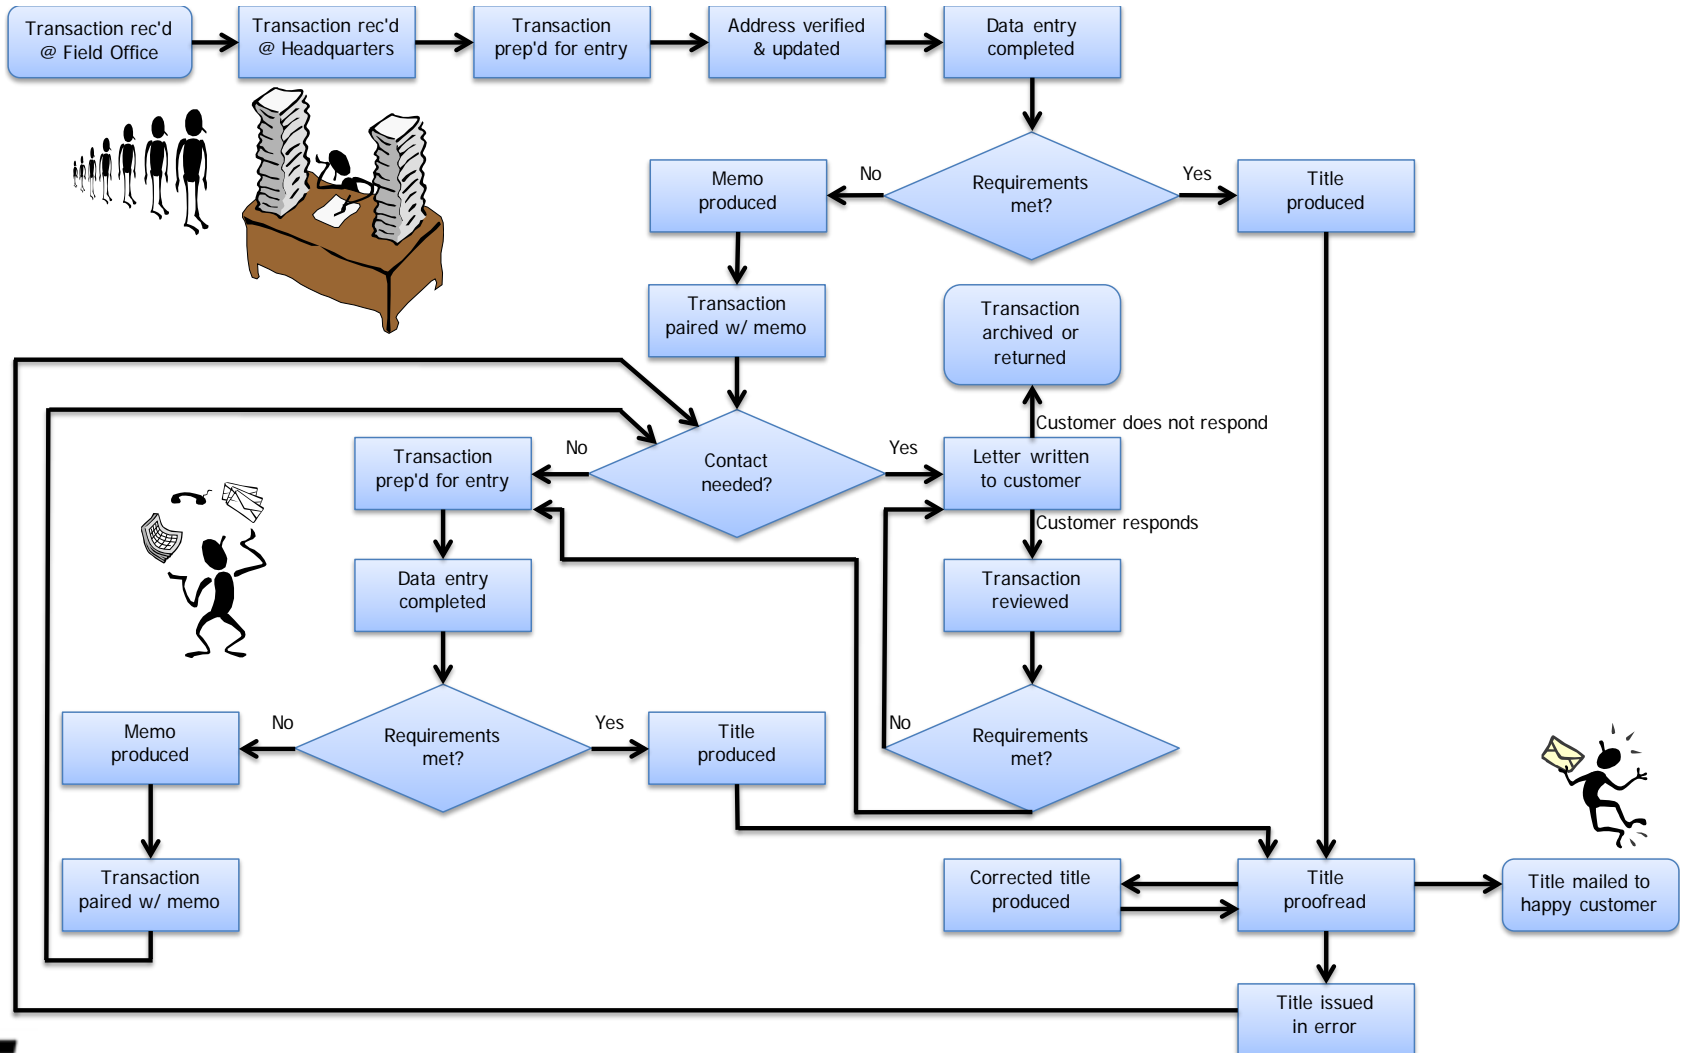 Transaction rec'd
@ Field Office
Transaction rec'd
@ Headquarters
Transaction
prep'd for entry
Address verified
& updated
Data entry
completed
Memo
produced
No
Requirements
met?
Yes
Title
produced
Transaction
paired w/ memo
Transaction
archived or
returned
Customer does not respond
Transaction
prep'd for entry
No
Contact
needed?
Yes
Letter written
to customer
Customer responds
Data entry
completed
Transaction
reviewed
Memo
produced
No
Requirements
met?
Yes
Title
produced
No
Requirements
met?
Transaction
paired w/ memo
Corrected title
produced
Title
proofread
Title mailed to
happy customer
Title issued
in error